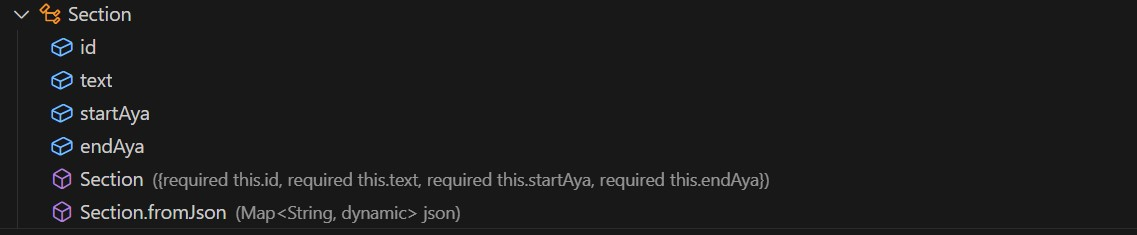 Section
id
text
startAya
endAya
Section ({required this.id, required this.text, required this.startAya, required this.endAya})
Section.fromJson (Map<String, dynamic> json)